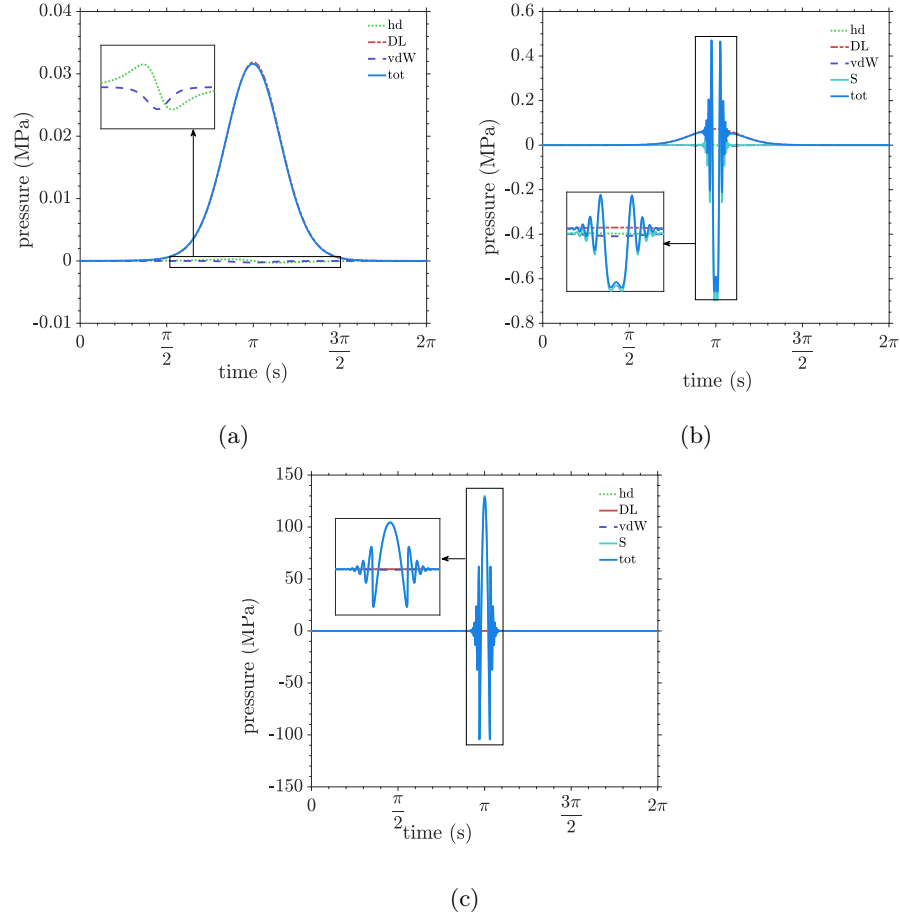 0.04
0.03
0.02
0.01
0
-0.01
pressure (MPa)
hd
DL
vdW
tot
0
π/2
π
3π/2
2π
time (s)
(a)
0.6
0.4
0.2
0
-0.2
-0.4
-0.6
-0.8
pressure (MPa)
hd
DL
vdW
S
tot
0
π/2
π
3π/2
2π
time (s)
(b)
150
100
50
0
-50
-100
-150
pressure (MPa)
hd
DL
vdW
S
tot
0
π/2
π
3π/2
2π
time (s)
(c)